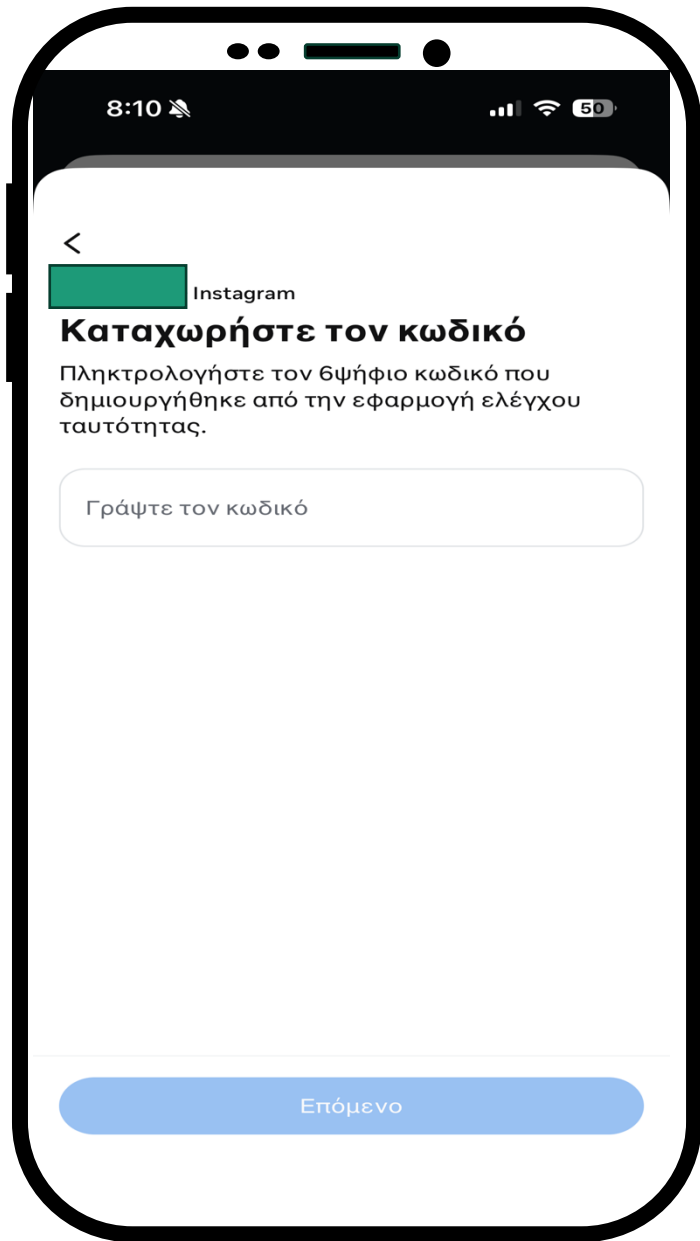 8:10
50
Instagram
Καταχωρήστε τον κωδικό
Πληκτρολογήστε τον 6ψήφιο κωδικό που
δημιουργήθηκε από την εφαρμογή ελέγχου
ταυτότητας.
Γράψτε τον κωδικό
Επόμενο